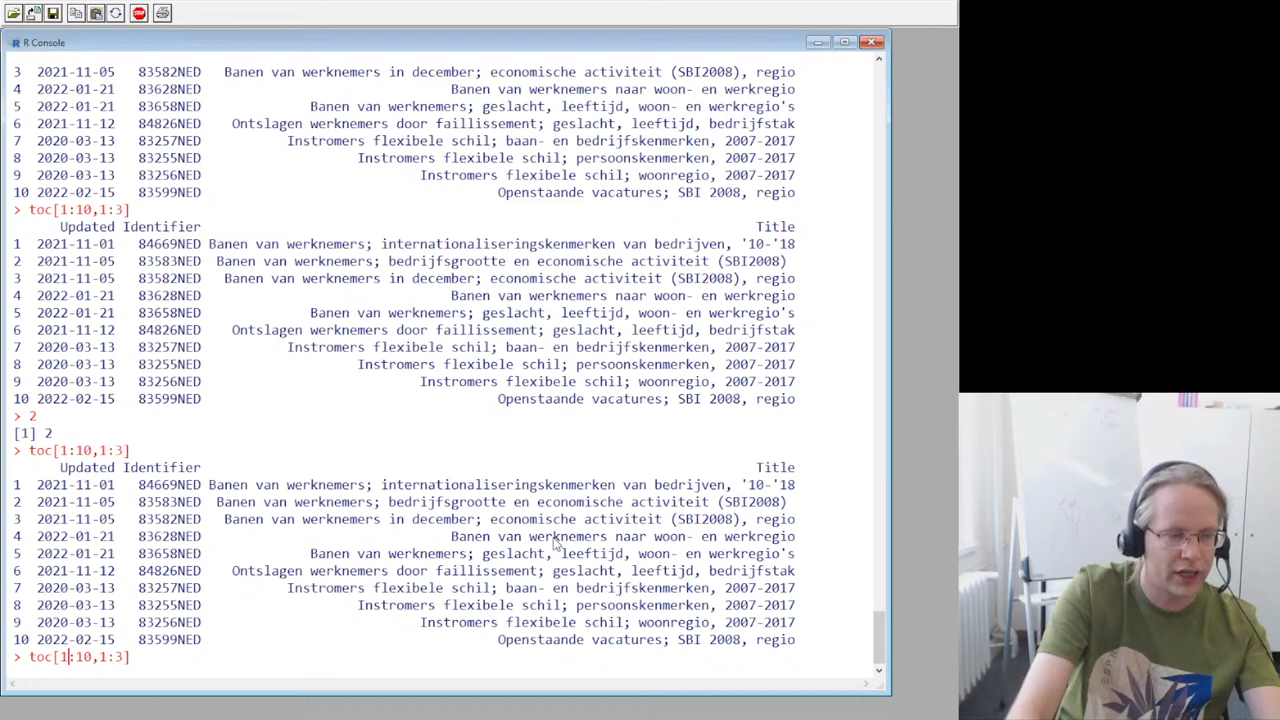 R Console
3 2021-11-05 83582NED Banen van werknemers in december; economische activiteit (SBI2008), regio
4 2022-01-21 83628NED Banen van werknemers naar woon- en werkregio
5 2022-01-21 83658NED Banen van werknemers; geslacht, leeftijd, woon- en werkregio's
6 2021-11-12 84826NED Ontslagen werknemers door faillissement; geslacht, leeftijd, bedrijfstak
7 2020-03-13 83257NED Instromers flexibele schil; baan- en bedrijfskenmerken, 2007-2017
8 2020-03-13 83255NED Instromers flexibele schil; persoonskenmerken, 2007-2017
9 2020-03-13 83256NED Instromers flexibele schil; woonregio, 2007-2017
10 2022-02-15 83599NED Openstaande vacatures; SBI 2008, regio
> toc[1:10,1:3]
Updated Identifier Title
1 2021-11-01 84669NED Banen van werknemers; internationaliseringskenmerken van bedrijven, '10-'18
2 2021-11-05 83583NED Banen van werknemers; bedrijfsgrootte en economische activiteit (SBI2008)
3 2021-11-05 83582NED Banen van werknemers in december; economische activiteit (SBI2008), regio
4 2022-01-21 83628NED Banen van werknemers naar woon- en werkregio
5 2022-01-21 83658NED Banen van werknemers; geslacht, leeftijd, woon- en werkregio's
6 2021-11-12 84826NED Ontslagen werknemers door faillissement; geslacht, leeftijd, bedrijfstak
7 2020-03-13 83257NED Instromers flexibele schil; baan- en bedrijfskenmerken, 2007-2017
8 2020-03-13 83255NED Instromers flexibele schil; persoonskenmerken, 2007-2017
9 2020-03-13 83256NED Instromers flexibele schil; woonregio, 2007-2017
10 2022-02-15 83599NED Openstaande vacatures; SBI 2008, regio
> 2
[1] 2
> toc[1:10,1:3]
Updated Identifier Title
1 2021-11-01 84669NED Banen van werknemers; internationaliseringskenmerken van bedrijven, '10-'18
2 2021-11-05 83583NED Banen van werknemers; bedrijfsgrootte en economische activiteit (SBI2008)
3 2021-11-05 83582NED Banen van werknemers in december; economische activiteit (SBI2008), regio
4 2022-01-21 83628NED Banen van werknemers naar woon- en werkregio
5 2022-01-21 83658NED Banen van werknemers; geslacht, leeftijd, woon- en werkregio's
6 2021-11-12 84826NED Ontslagen werknemers door faillissement; geslacht, leeftijd, bedrijfstak
7 2020-03-13 83257NED Instromers flexibele schil; baan- en bedrijfskenmerken, 2007-2017
8 2020-03-13 83255NED Instromers flexibele schil; persoonskenmerken, 2007-2017
9 2020-03-13 83256NED Instromers flexibele schil; woonregio, 2007-2017
10 2022-02-15 83599NED Openstaande vacatures; SBI 2008, regio
> toc[1:10,1:3]